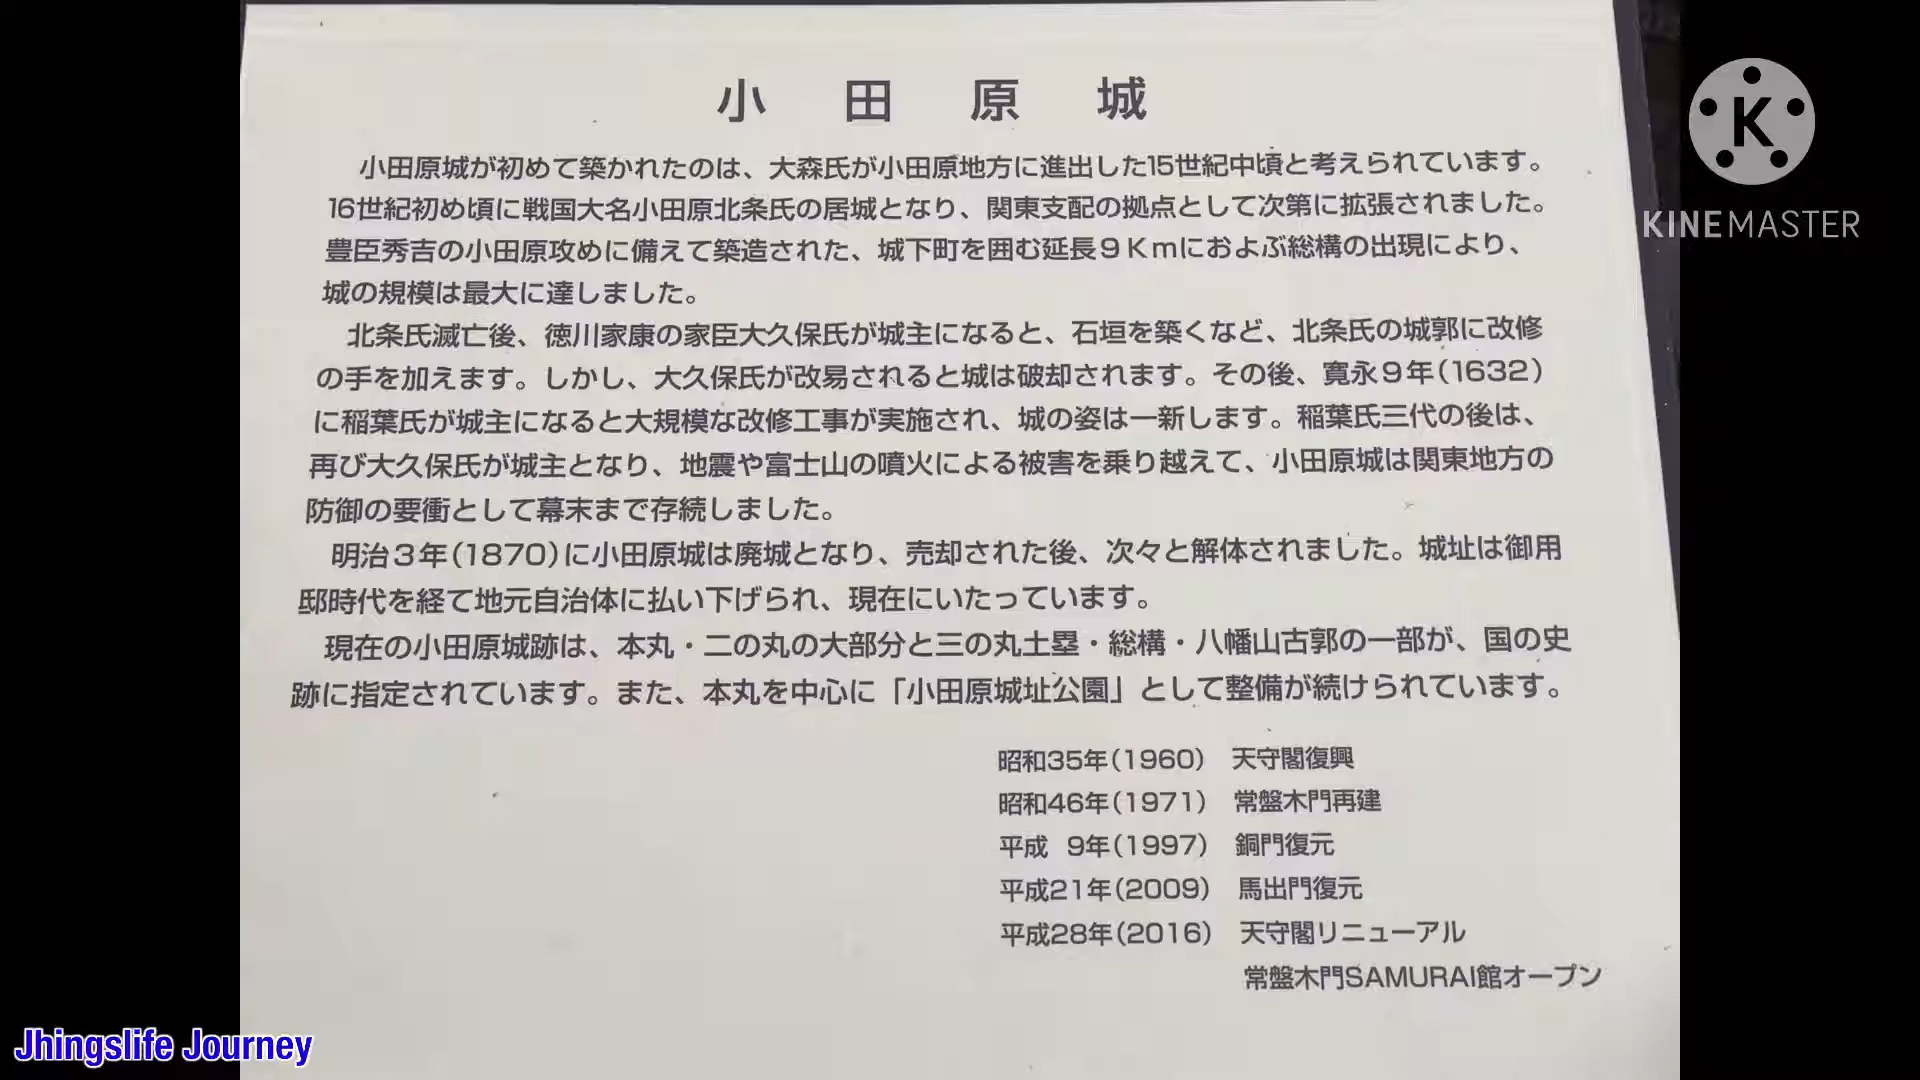 小田原城
小田原城が初めて築かれたのは、大森氏が小田原地方に進出した15世紀中頃と考えられています。
16世紀初め頃に戦国大名小田原北条氏の居城となり、関東支配の拠点として次第に拡張されました。
豊臣秀吉の小田原攻めに備えて築造された、城下町を囲む延長9Kmにおよぶ総構の出現により、
城の規模は最大に達しました。
北条氏滅亡後、徳川家康の家臣大久保氏が城主になると、石垣を築くなど、北条氏の城郭に改修
の手を加えます。しかし、大久保氏が改易されると城は破却されます。その後、寛永9年(1632)
に稲葉氏が城主になると大規模な改修工事が実施され、城の姿は一新します。稲葉氏三代の後は、
再び大久保氏が城主となり、地震や富士山の噴火による被害を乗り越えて、小田原城は関東地方の
防御の要衝として幕末まで存続しました。
明治3年(1870)に小田原城は廃城となり、売却された後、次々と解体されました。城址は御用
邸時代を経て地元自治体に払い下げられ、現在にいたっています。
現在の小田原城跡は、本丸・二の丸の大部分と三の丸土塁・総構・八幡山古郭の一部が、国の史
跡に指定されています。また、本丸を中心に「小田原城址公園」として整備が続けられています。
昭和35年(1960) 天守閣復興
昭和46年(1971) 常盤木門再建
平成 9年(1997) 銅門復元
平成21年(2009) 馬出門復元
平成28年(2016) 天守閣リニューアル
常盤木門SAMURAI館オープン
K
KINEMASTER
Jhingslife Journey